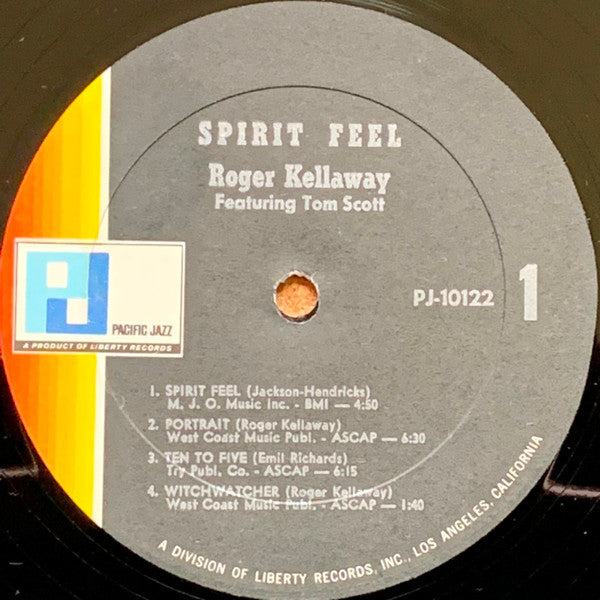 SPIRIT FEEL
Roger Kellaway
Featuring Tom Scott
PJ-10122
1
PJ
PACIFIC JAZZ
A PRODUCT OF LIBERTY RECORDS
1. SPIRIT FEEL (Jackson-Hendricks)
M. J. O. Music Inc. - BMI — 4:50
2. PORTRAIT (Roger Kellaway)
West Coast Music Publ. - ASCAP — 6:30
3. TEN TO FIVE (Emil Richards)
Try Publ. Co. - ASCAP — 6:15
4. WITCHWATCHER (Roger Kellaway)
West Coast Music Publ. - ASCAP — 1:40
A DIVISION OF LIBERTY RECORDS, INC., LOS ANGELES, CALIFORNIA